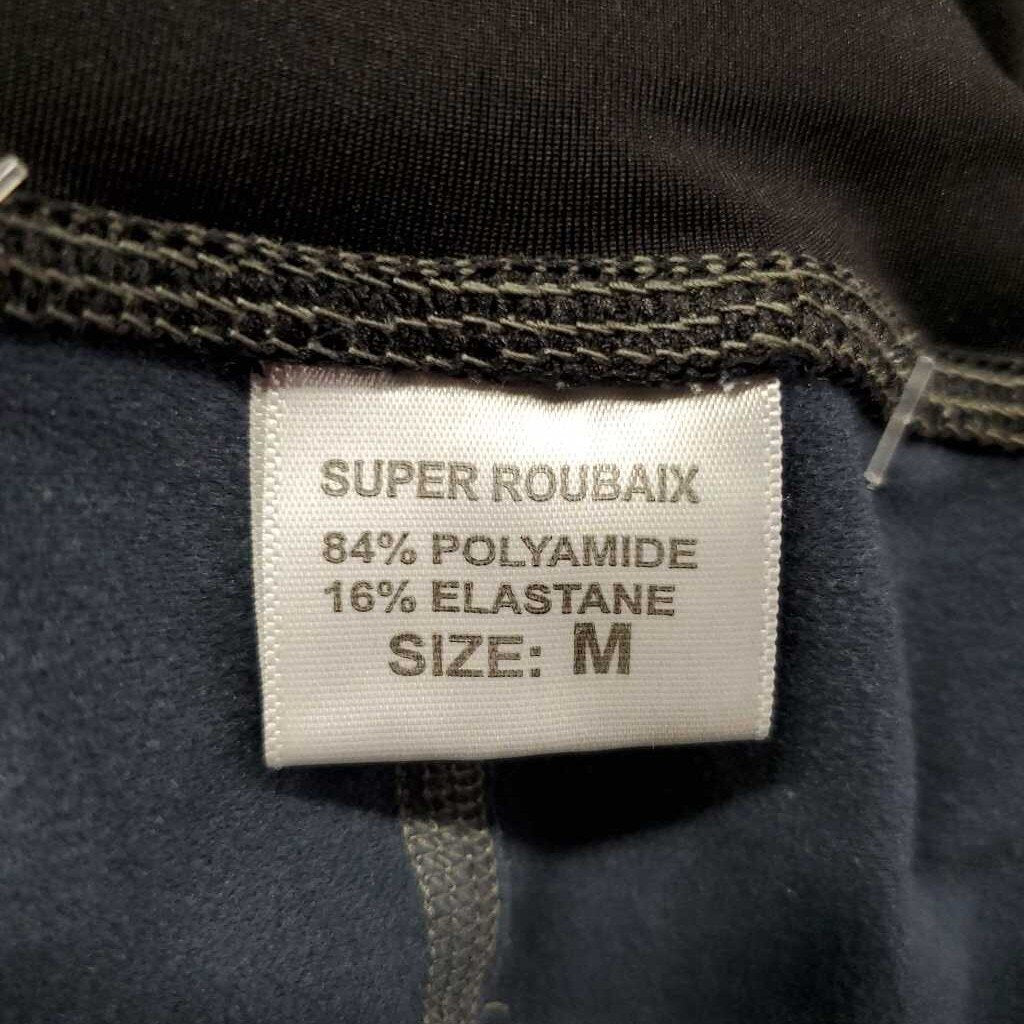 SUPER ROUBAIX
84% POLYAMIDE
16% ELASTANE
SIZE: M